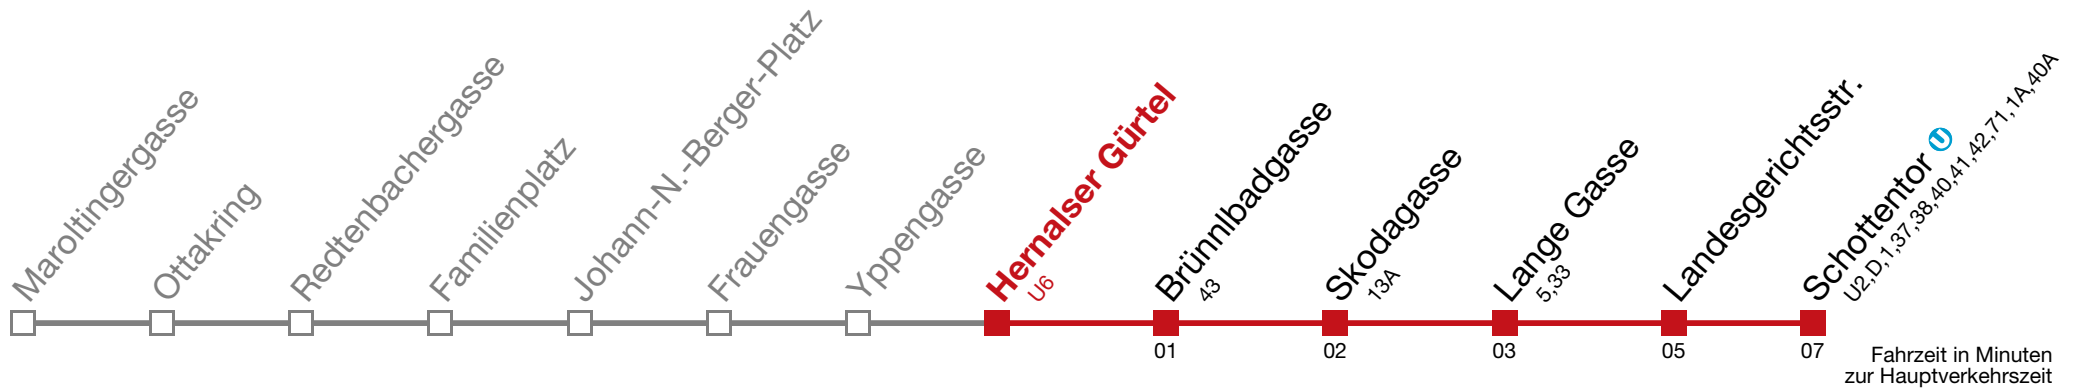 Maroltingergasse
Ottakring
Redtenbachergasse
Familienplatz
Johann-N.-Berger-Platz
Frauengasse
Yppengasse
Hernalser Gürtel
U6
Brünnlbadgasse
43
Skodagasse
13A
Lange Gasse
5,33
Landesgerichtsstr.
Schottentor U
U2,D,1,37,38,40,41,42,71,1A,40A
01
02
03
05
07
Fahrzeit in Minuten
zur Hauptverkehrszeit